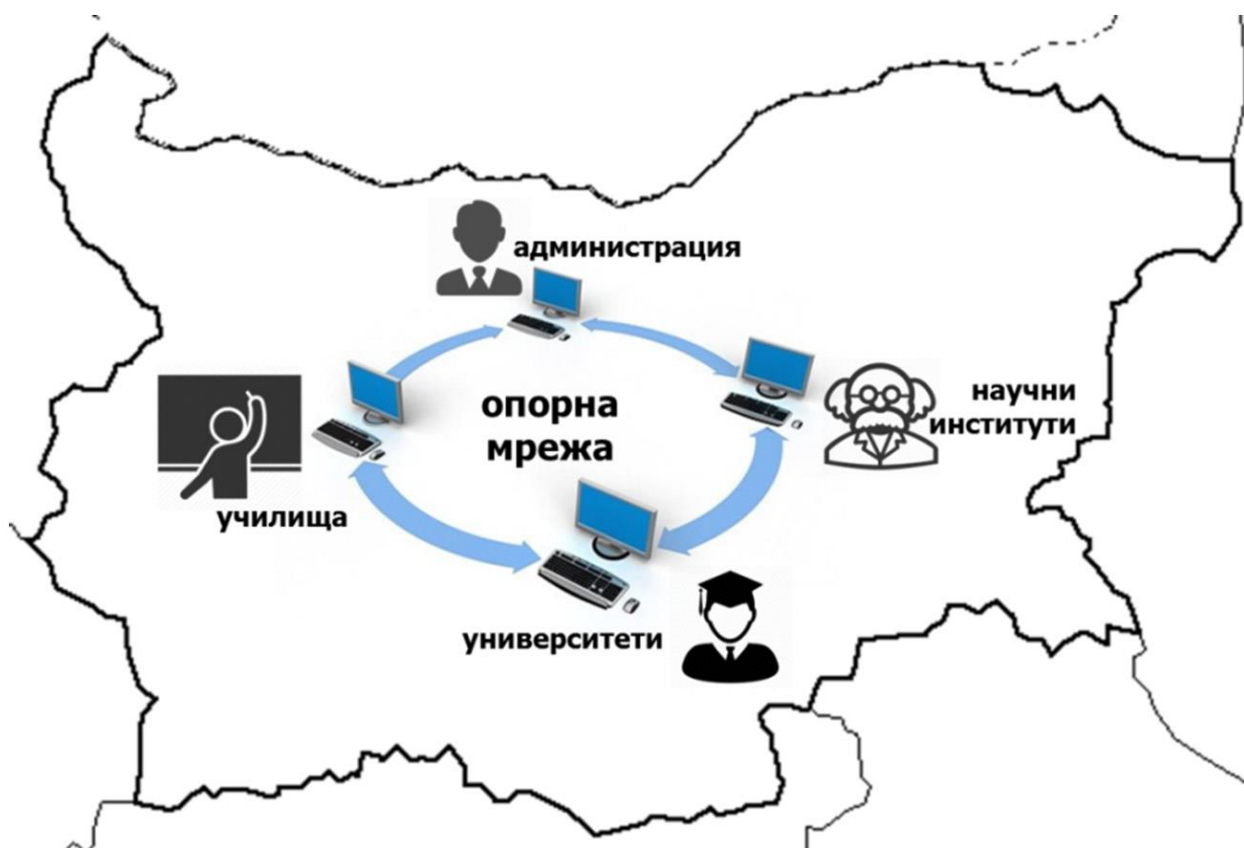 администрация
опорна
мрежа
научни
институти
училища
университети